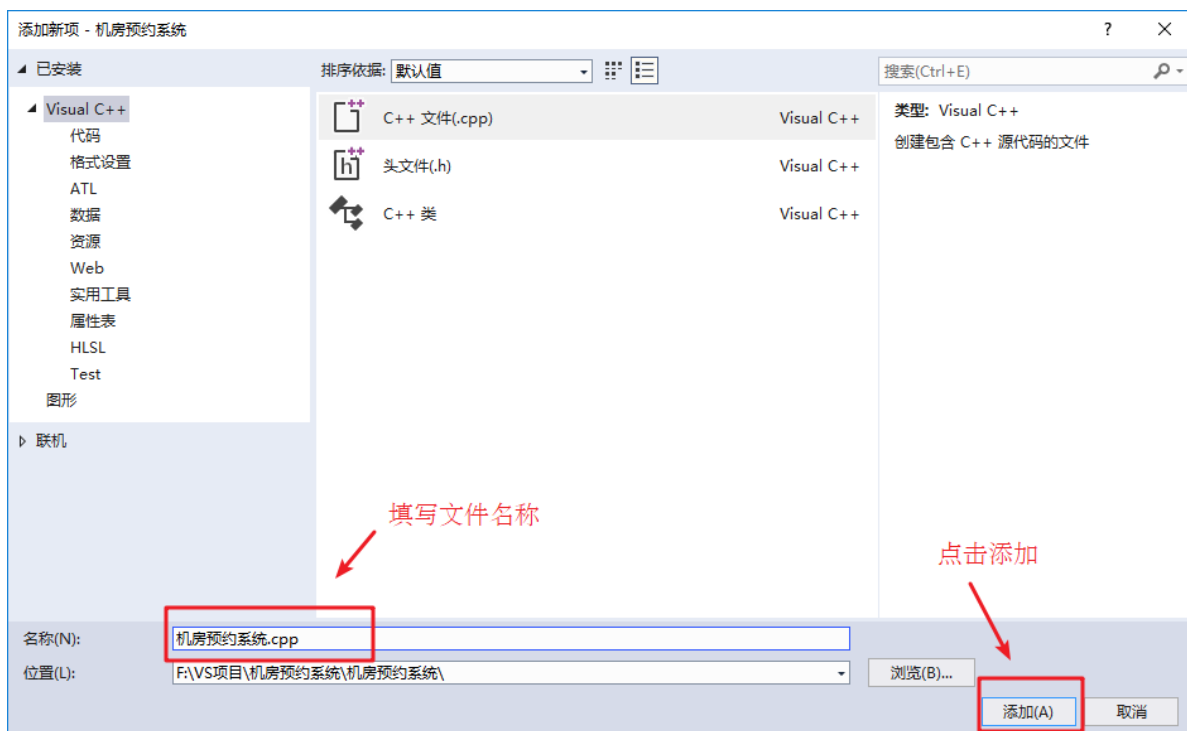 添加新项 - 机房预约系统
? ×
已安装
排序依据: 默认值
搜索(Ctrl+E)
Visual C++
代码
格式设置
ATL
数据
资源
Web
实用工具
属性表
HLSL
Test
图形
联机
C++ 文件(.cpp) Visual C++
头文件(.h) Visual C++
C++ 类 Visual C++
类型: Visual C++
创建包含 C++ 源代码的文件
填写文件名称
点击添加
名称(N): 机房预约系统.cpp
位置(L): F:\VS项目\机房预约系统\机房预约系统\
浏览(B)...
添加(A) 取消